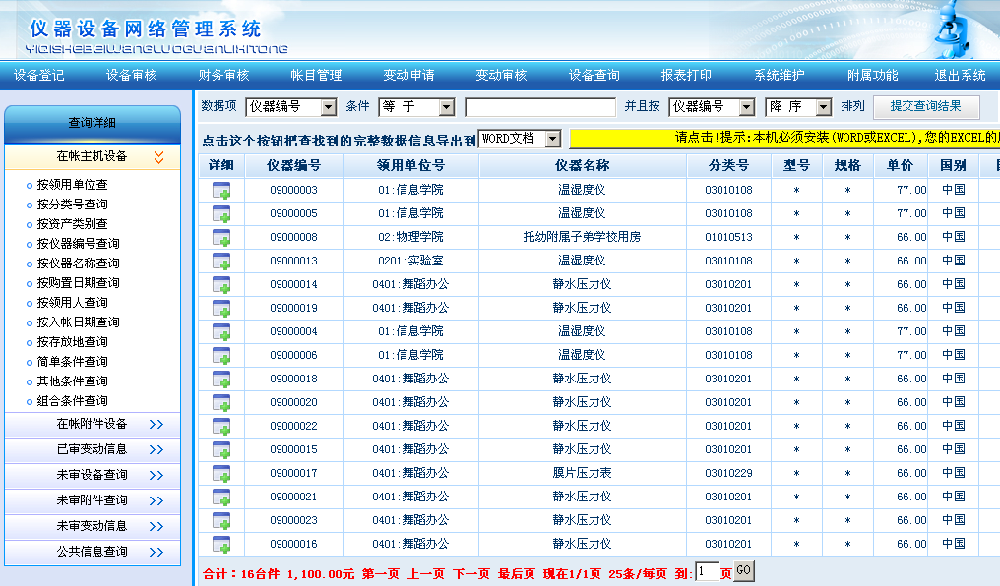 仪器设备网络管理系统
YIQISHEBEIWANGLUOGUANLIXITONG
设备登记 设备审核 财务审核 帐目管理 变动申请 变动审核 设备查询 报表打印 系统维护 附属功能 退出系统
查询详细
在帐主机设备
按领用单位查
按分类号查询
按资产类别查
按仪器编号查询
按仪器名称查询
按购置日期查询
按领用人查询
按入帐日期查询
按存放地查询
简单条件查询
其他条件查询
组合条件查询
在帐附件设备 >>
已审变动信息 >>
未审设备查询 >>
未审附件查询 >>
未审变动信息 >>
公共信息查询 >>
数据项 仪器编号 条件 等 于 并且按 仪器编号 降 序 排列 提交查询结果
点击这个按钮把查找到的完整数据信息导出到 WORD文档 请点击!提示:本机必须安装(WORD或EXCEL),您的EXCEL的
详细 仪器编号 领用单位号 仪器名称 分类号 型号 规格 单价 国别
09000003 01:信息学院 温湿度仪 03010108 * * 77.00 中国
09000005 01:信息学院 温湿度仪 03010108 * * 77.00 中国
09000008 02:物理学院 托幼附属子弟学校用房 01010513 * * 66.00 中国
09000013 0201:实验室 温湿度仪 03010108 * * 66.00 中国
09000014 0401:舞蹈办公 静水压力仪 03010201 * * 66.00 中国
09000019 0401:舞蹈办公 静水压力仪 03010201 * * 66.00 中国
09000004 01:信息学院 温湿度仪 03010108 * * 66.00 中国
09000006 01:信息学院 温湿度仪 03010108 * * 66.00 中国
09000018 0401:舞蹈办公 静水压力仪 03010201 * * 66.00 中国
09000020 0401:舞蹈办公 静水压力仪 03010201 * * 66.00 中国
09000022 0401:舞蹈办公 静水压力仪 03010201 * * 66.00 中国
09000015 0401:舞蹈办公 静水压力仪 03010201 * * 66.00 中国
09000017 0401:舞蹈办公 膜片压力表 03010229 * * 66.00 中国
09000021 0401:舞蹈办公 静水压力仪 03010201 * * 66.00 中国
09000023 0401:舞蹈办公 静水压力仪 03010201 * * 66.00 中国
09000016 0401:舞蹈办公 静水压力仪 03010201 * * 66.00 中国
合计：16台件 1,100.00元 第一页 上一页 下一页 最后页 现在1/1页 25条/每页 到:1 页 GO